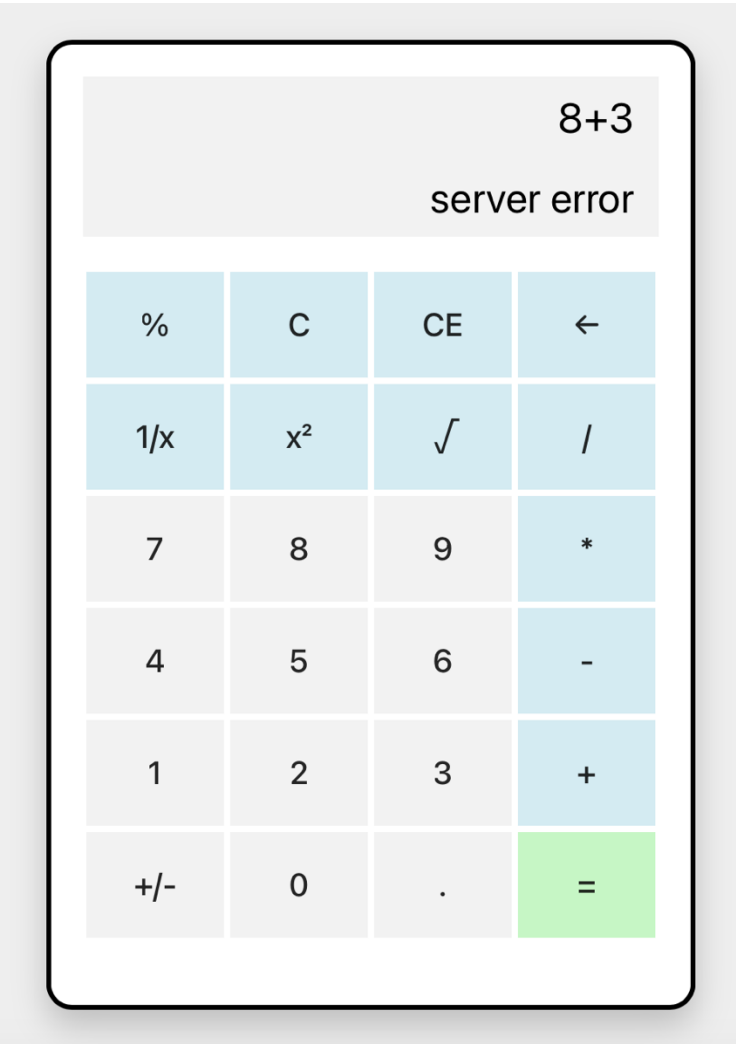 8+3
server error
% C CE ←
1/x x² √ /
7 8 9 *
4 5 6 -
1 2 3 +
+/- 0 . =